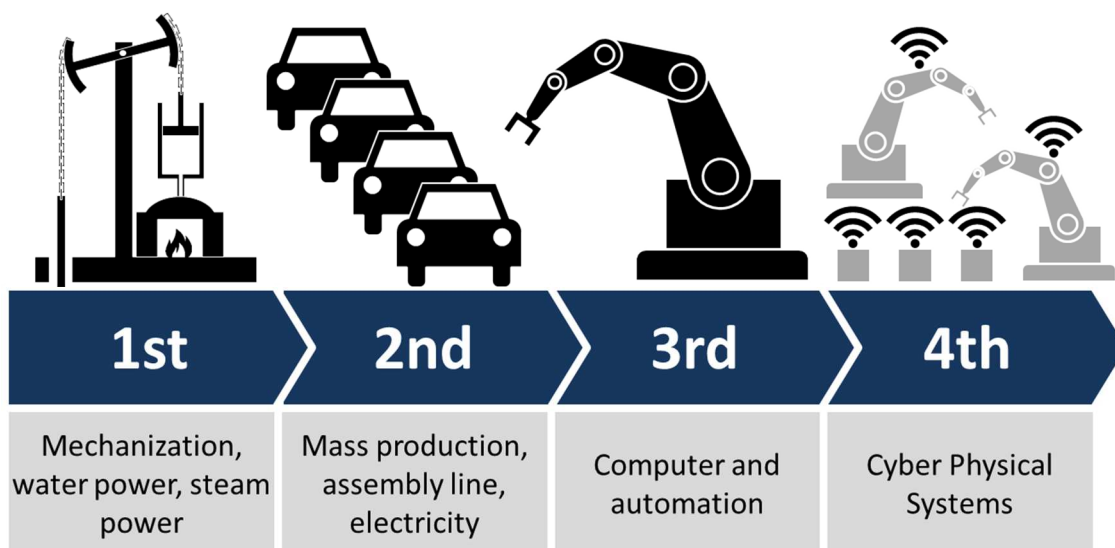 1st
2nd
3rd
4th
Mechanization,
water power, steam
power
Mass production,
assembly line,
electricity
Computer and
automation
Cyber Physical
Systems